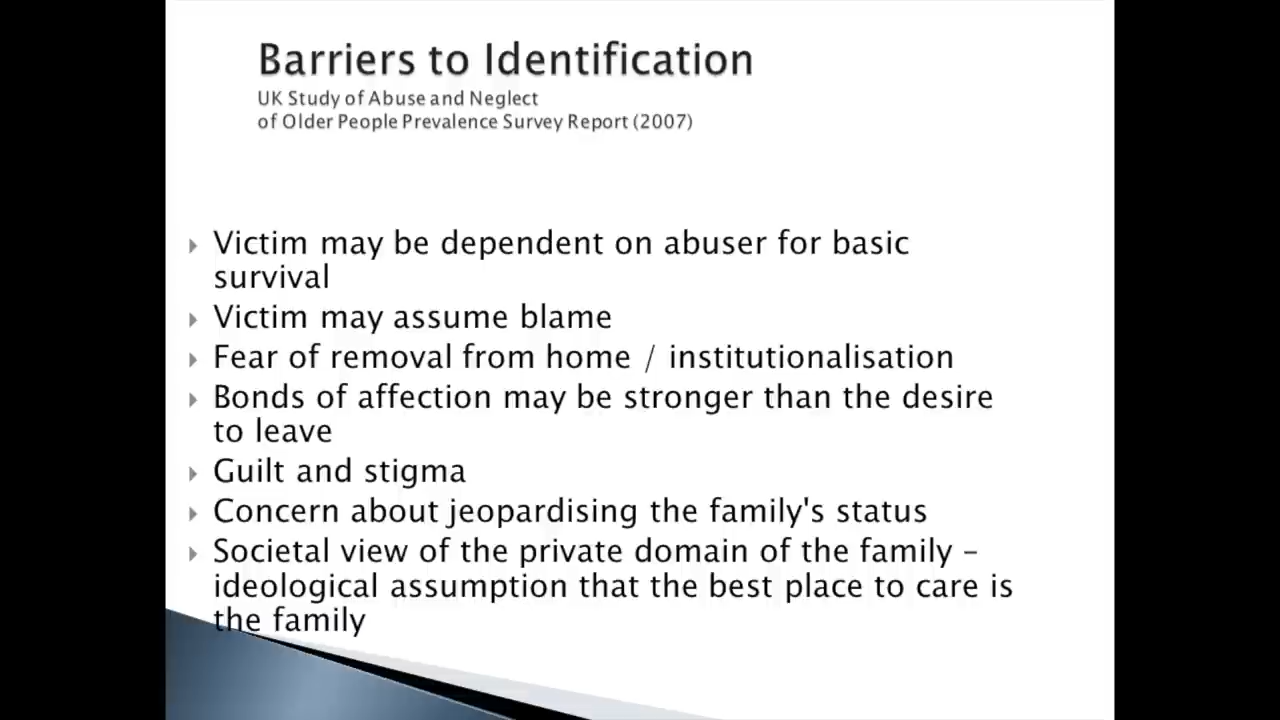 Barriers to Identification
UK Study of Abuse and Neglect
of Older People Prevalence Survey Report (2007)
Victim may be dependent on abuser for basic
survival
Victim may assume blame
Fear of removal from home / institutionalisation
Bonds of affection may be stronger than the desire
to leave
Guilt and stigma
Concern about jeopardising the family's status
Societal view of the private domain of the family –
ideological assumption that the best place to care is
the family